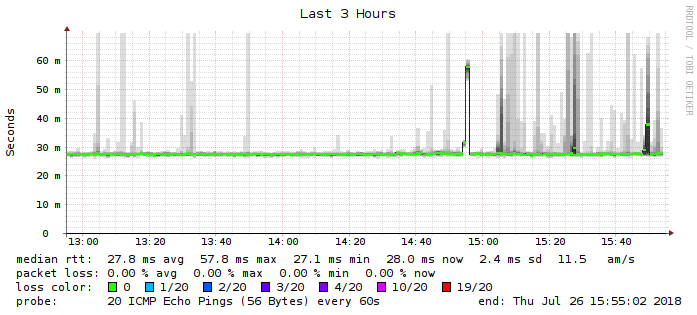 Last 3 Hours
RRDTOOL / TOBI OETIKER
Seconds
60 m
50 m
40 m
30 m
20 m
10 m
0
13:00 13:20 13:40 14:00 14:20 14:40 15:00 15:20 15:40
median rtt: 27.8 ms avg 57.8 ms max 27.1 ms min 28.0 ms now 2.4 ms sd 11.5 am/s
packet loss: 0.00 % avg 0.00 % max 0.00 % min 0.00 % now
loss color: 0 1/20 2/20 3/20 4/20 10/20 19/20
probe: 20 ICMP Echo Pings (56 Bytes) every 60s end: Thu Jul 26 15:55:02 2018